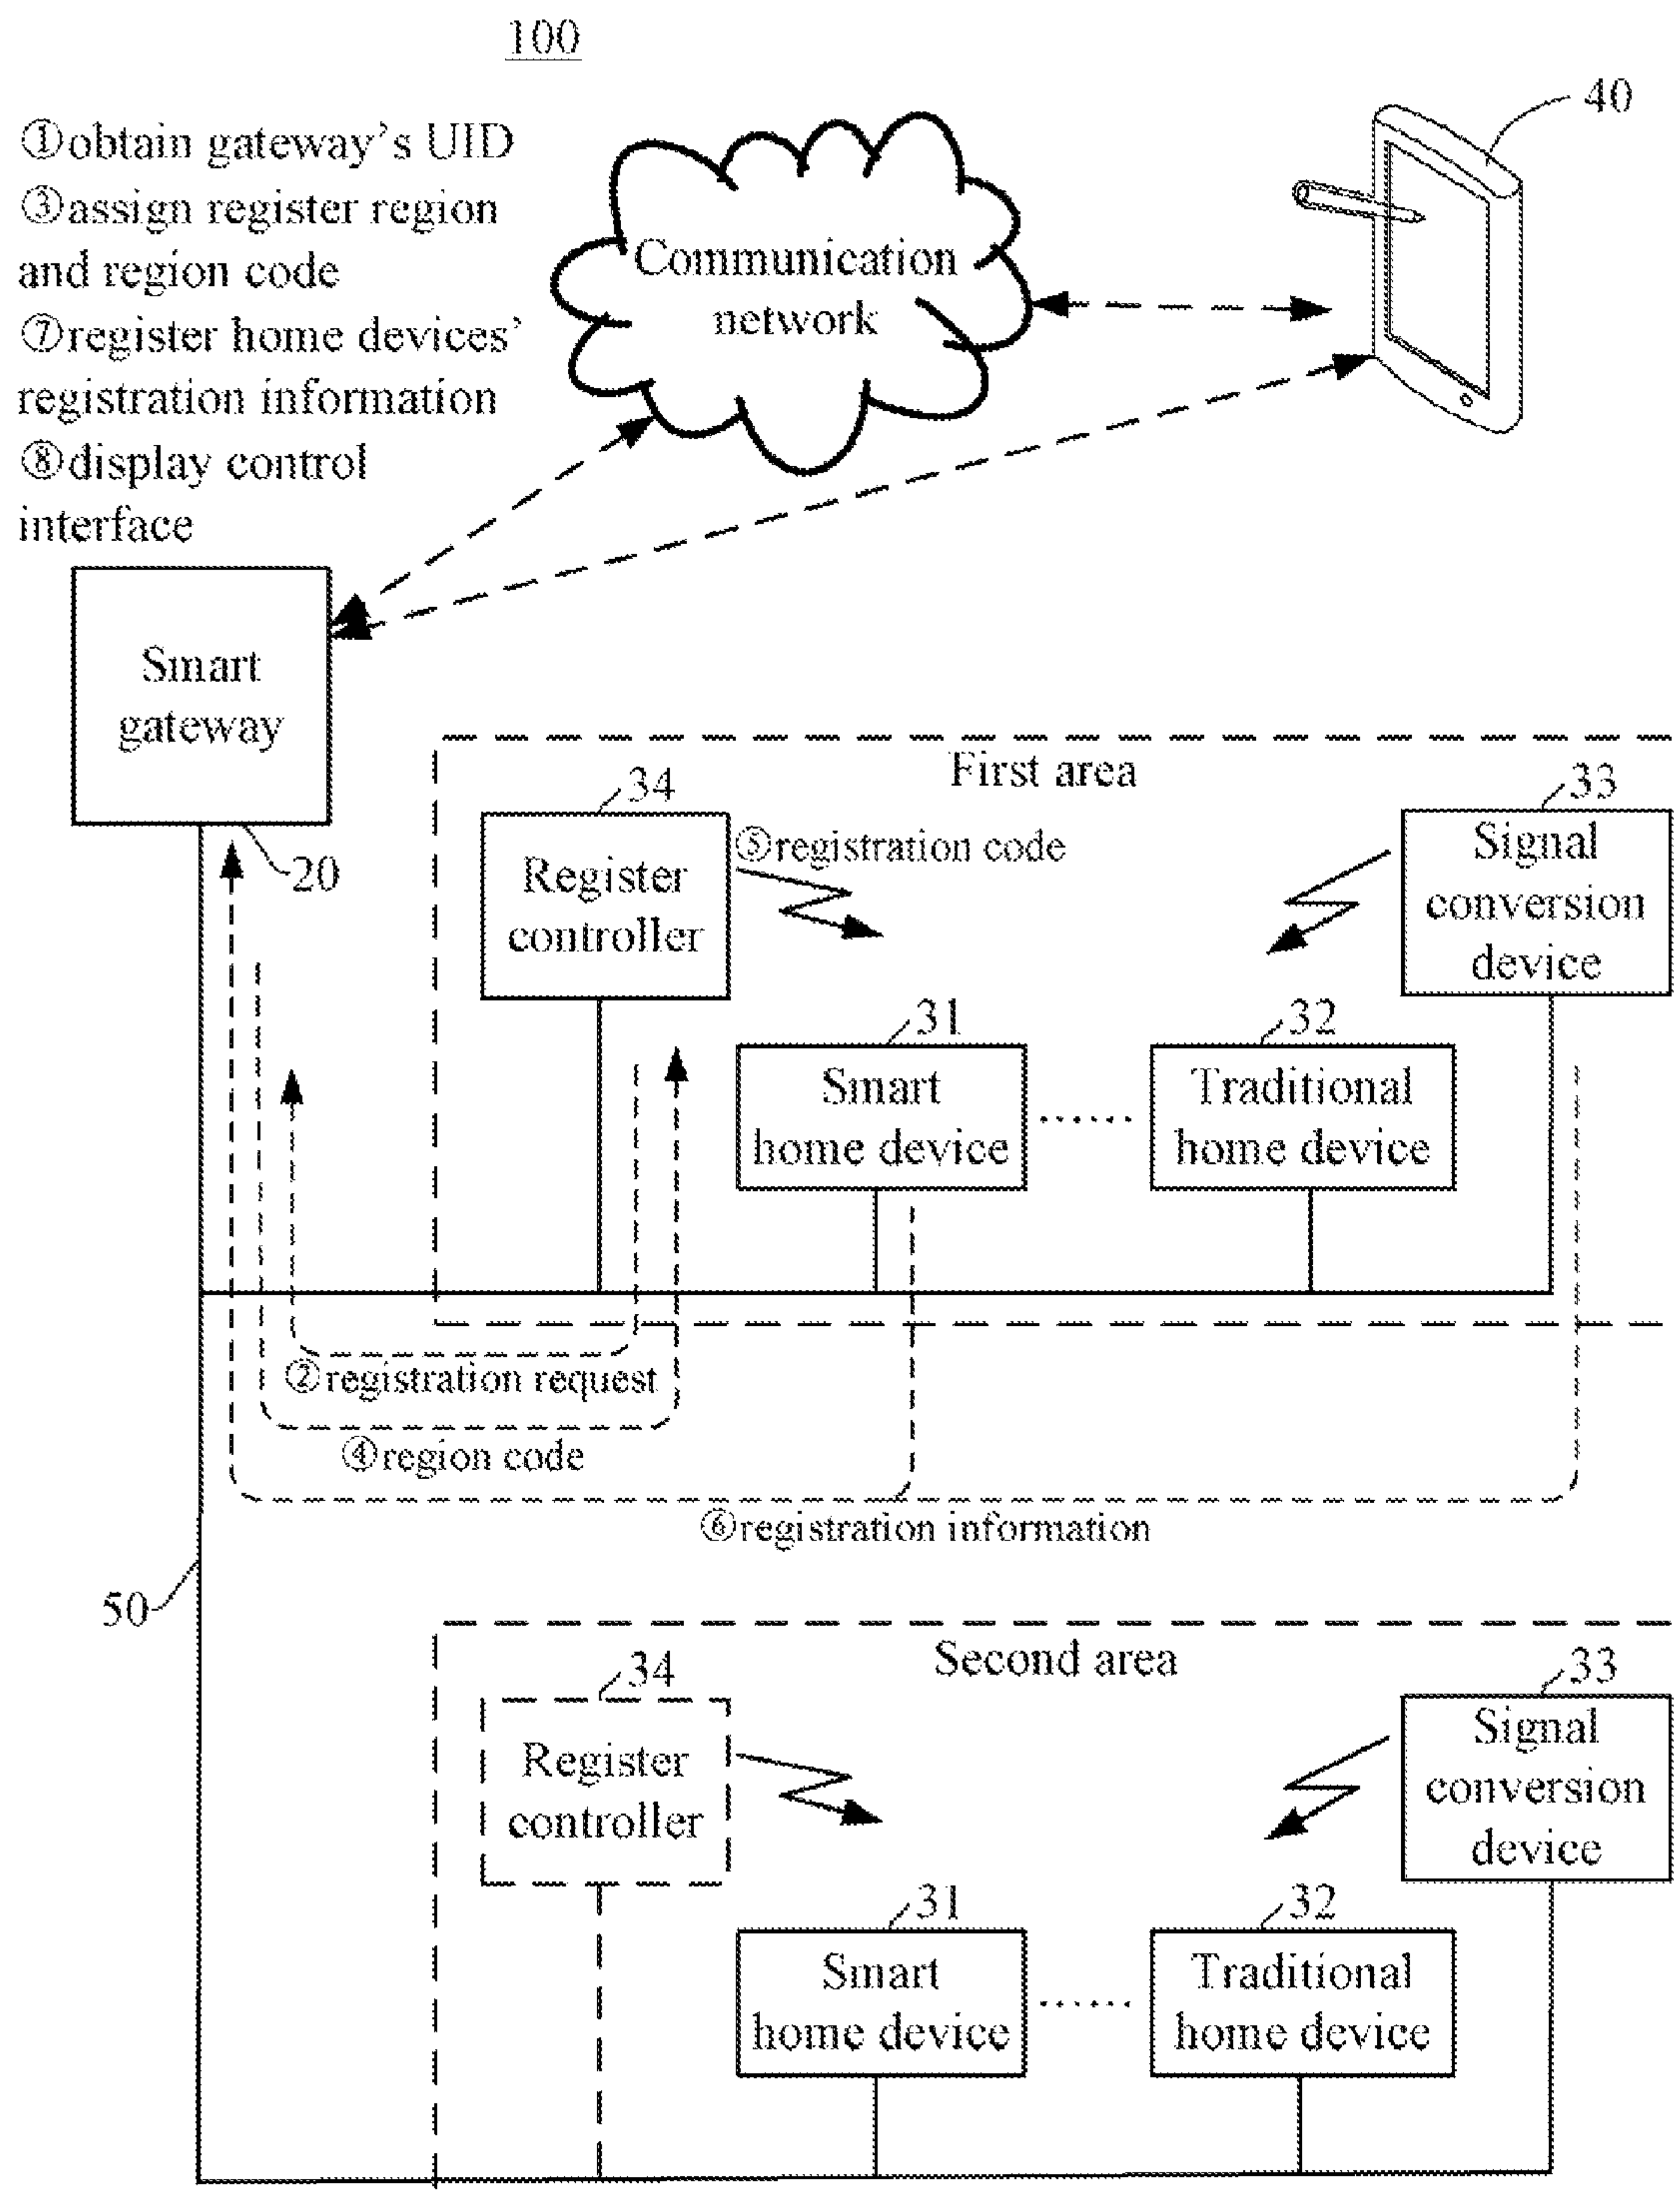 100
40
①obtain gateway's UID
③assign register region
and region code
⑦register home devices'
registration information
⑧display control
interface
Communication
network
Smart
gateway
20
First area
34
33
Register
controller
⑤registration code
Signal
conversion
device
31
32
Smart
home device
......
Traditional
home device
②registration request
④region code
⑥registration information
50
Second area
34
33
Register
controller
Signal
conversion
device
31
32
Smart
home device
......
Traditional
home device